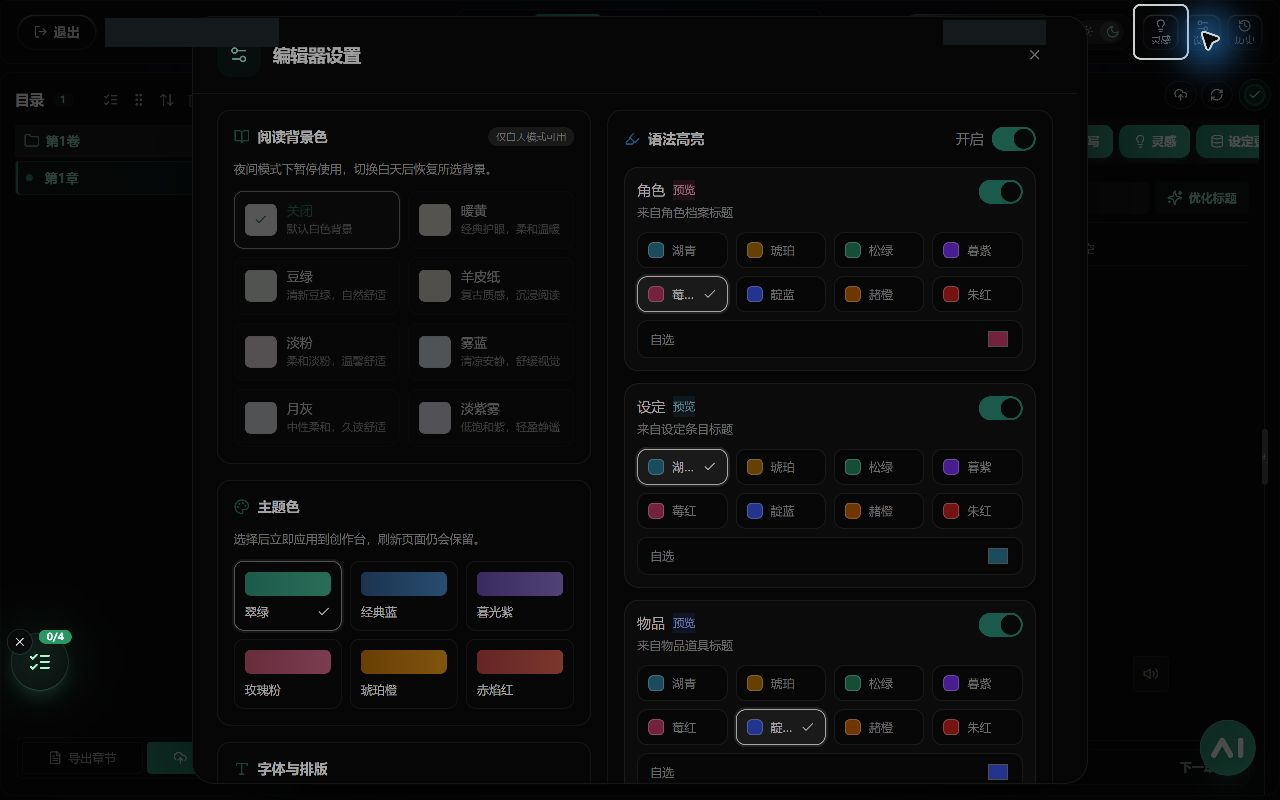 退出
编辑器设置
灵感
历史
目录 1
第1卷
第1章
阅读背景色
仅白天模式可用
夜间模式下暂停使用，切换白天后恢复所选背景。
关闭
默认白色背景
暖黄
经典护眼，柔和温暖
豆绿
清新豆绿，自然舒适
羊皮纸
复古质感，沉浸阅读
淡粉
柔和淡粉，温馨舒适
雾蓝
清凉安静，舒缓视觉
月灰
中性柔和，久读舒适
淡紫雾
低饱和紫，轻盈静谧
主题色
选择后立即应用到创作台，刷新页面仍会保留。
翠绿
经典蓝
暮光紫
玫瑰粉
琥珀橙
赤焰红
字体与排版
语法高亮
开启
角色 预览
来自角色档案标题
湖青
琥珀
松绿
暮紫
莓...
靛蓝
赭橙
朱红
自选
设定 预览
来自设定条目标题
湖...
琥珀
松绿
暮紫
莓红
靛蓝
赭橙
朱红
自选
物品 预览
来自物品道具标题
湖青
琥珀
松绿
暮紫
莓红
靛...
赭橙
朱红
自选
写
灵感
优化标题
0/4
导出章节
AI